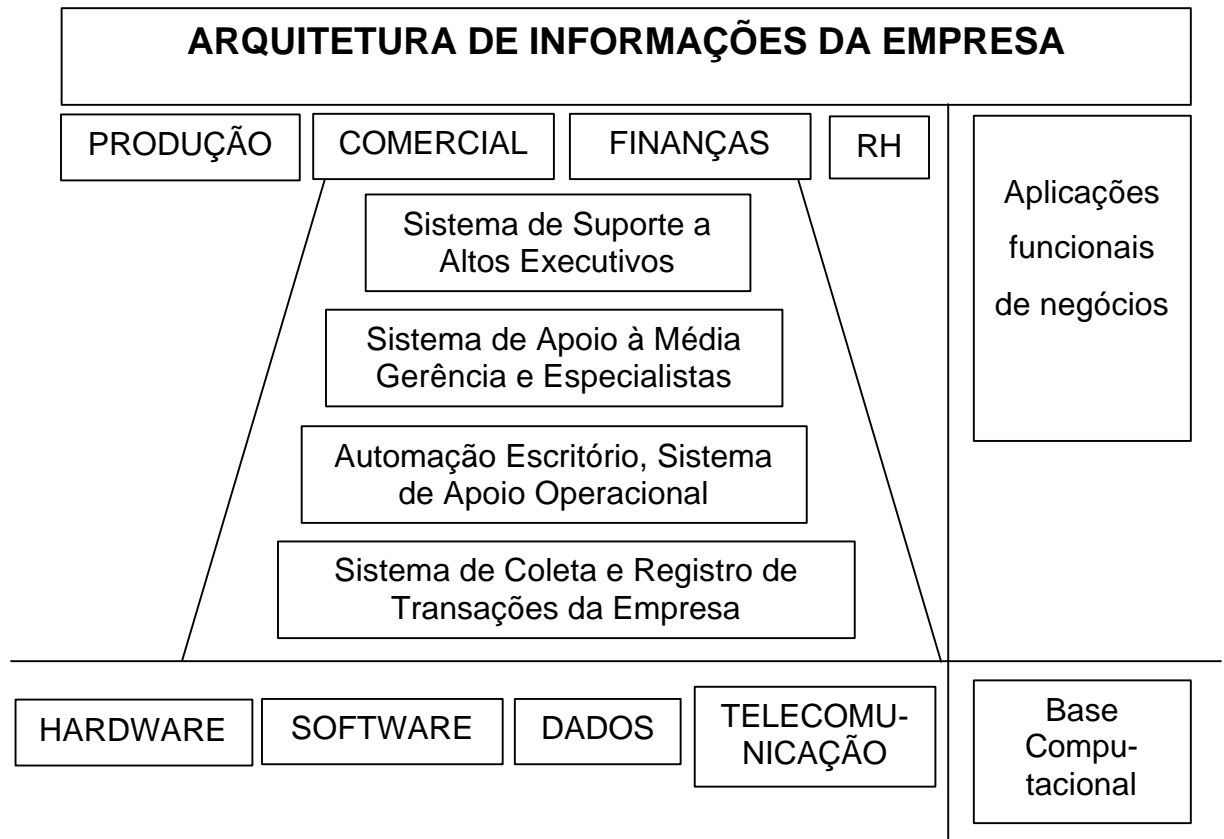 ARQUITETURA DE INFORMAÇÕES DA EMPRESA
PRODUÇÃO
COMERCIAL
FINANÇAS
RH
Sistema de Suporte a
Altos Executivos
Sistema de Apoio à Média
Gerência e Especialistas
Automação Escritório, Sistema
de Apoio Operacional
Sistema de Coleta e Registro de
Transações da Empresa
Aplicações
funcionais
de negócios
HARDWARE
SOFTWARE
DADOS
TELECOMU-
NICAÇÃO
Base
Compu-
tacional